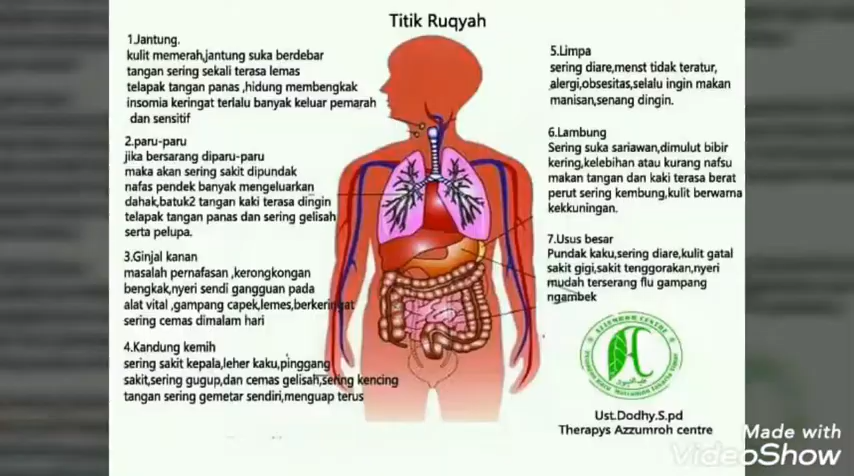 Titik Ruqyah
1.Jantung.
kulit memerah,jantung suka berdebar
tangan sering sekali terasa lemas
telapak tangan panas ,hidung membengkak
insomia keringat terlalu banyak keluar pemarah
dan sensitif
2.paru-paru
jika bersarang diparu-paru
maka akan sering sakit dipundak
nafas pendek banyak mengeluarkan
dahak,batuk2 tangan kaki terasa dingin
telapak tangan panas dan sering gelisah
serta pelupa.
3.Ginjal kanan
masalah pernafasan ,kerongkongan
bengkak,nyeri sendi gangguan pada
alat vital ,gampang capek,lemes,berkeringat
sering cemas dimalam hari
4.Kandung kemih
sering sakit kepala,leher kaku,pinggang
sakit,sering gugup,dan cemas gelisah,sering kencing
tangan sering gemetar sendiri,menguap terus
5.Limpa
sering diare,menst tidak teratur,
alergi,obsesitas,selalu ingin makan
manisan,senang dingin.
6.Lambung
Sering suka sariawan,dimulut bibir
kering,kelebihan atau kurang nafsu
makan tangan dan kaki terasa berat
perut sering kembung,kulit berwarna
kekkuningan.
7.Usus besar
Pundak kaku,sering diare,kulit gatal
sakit gigi,sakit tenggorakan,nyeri
mudah terserang flu gampang
ngambek
AZZUMROH CENTRE
Ust.Dodhy.S.pd
Therapys Azzumroh centre
Made with
VideoShow